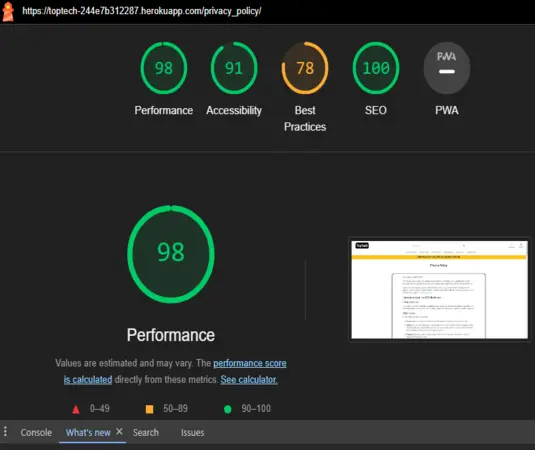 https://toptech-244e7b312287.herokuapp.com/privacy_policy/
98 91 78 100 PWA
Performance Accessibility Best Practices SEO PWA
98
Performance
Values are estimated and may vary. The performance score
is calculated directly from these metrics. See calculator.
0–49 50–89 90–100
Console What's new Search Issues